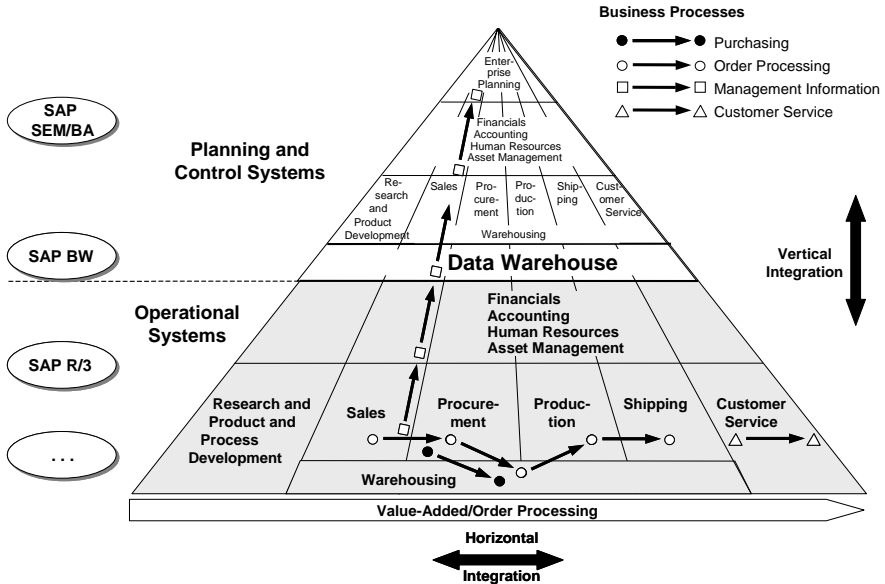 Business Processes
Purchasing
Order Processing
Management Information
Customer Service
Enter-
prise
Planning
SAP
SEM/BA
Planning and
Control Systems
Financials
Accounting
Human Resources
Asset Management
Re-
search
and
Product
Development
Sales
Pro-
cure-
ment
Pro-
duc-
tion
Ship-
ping
Cust-
omer
Service
Warehousing
SAP BW
Data Warehouse
Vertical
Integration
Operational
Systems
Financials
Accounting
Human Resources
Asset Management
SAP R/3
Research and
Product and
Process
Development
Sales
Procure-
ment
Produc-
tion
Shipping
Customer
Service
. . .
Warehousing
Value-Added/Order Processing
Horizontal
Integration